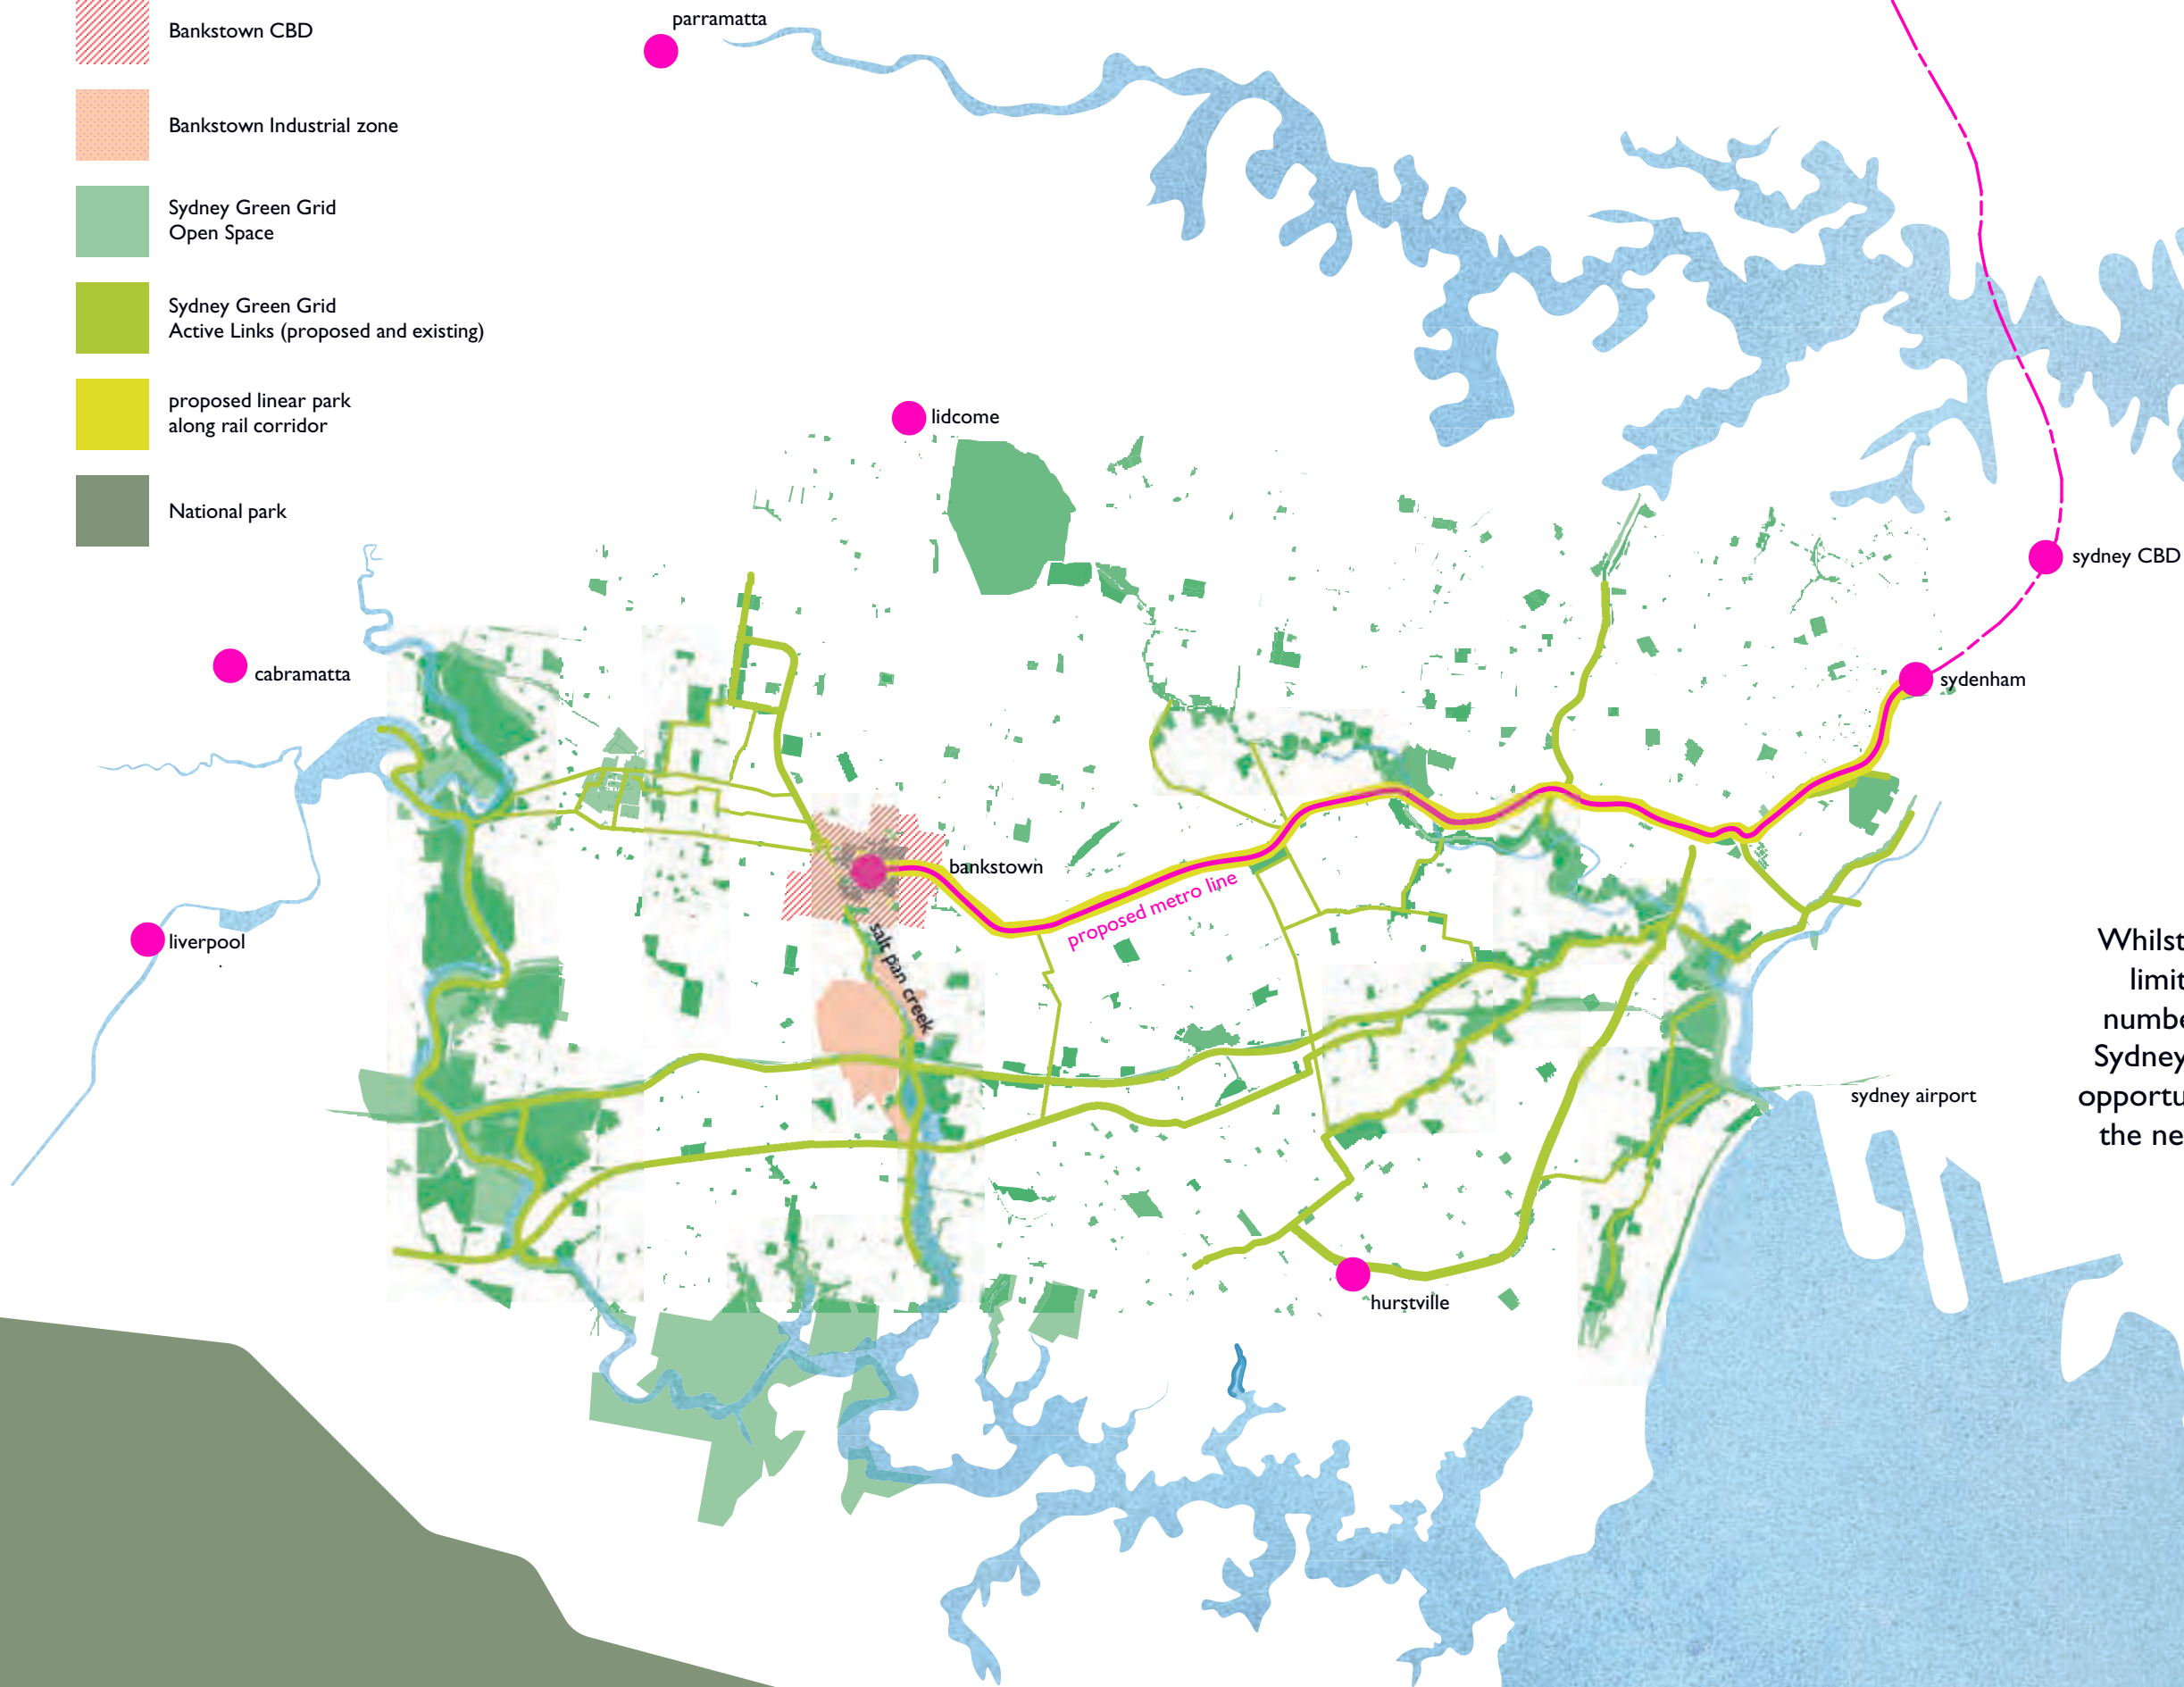 Bankstown CBD
Bankstown Industrial zone
Sydney Green Grid
Open Space
Sydney Green Grid
Active Links (proposed and existing)
proposed linear park
along rail corridor
National park
parramatta
lidcome
cabramatta
sydney CBD
sydenham
bankstown
proposed metro line
liverpool
salt pan creek
sydney airport
hurstville
Whilst
limit
numbe
Sydney
opportu
the ne